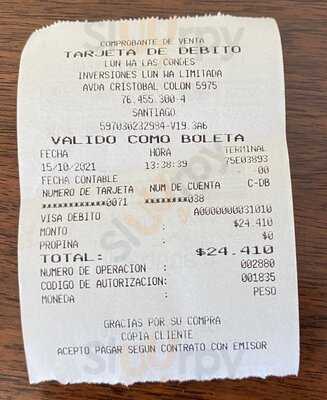 COMPROBANTE DE VENTA
TARJETA DE DEBITO
LUN WA LAS CONDES
INVERSIONES LUN WA LIMITADA
AVDA CRISTOBAL COLON 5975
76.455.300-4
SANTIAGO
597030232984-V19.3A6
VALIDO COMO BOLETA
FECHA HORA TERMINAL
15/10/2021 13:38:39 75E03893
FECHA CONTABLE 00
NUMERO DE TARJETA NUM DE CUENTA C-DB
************0071 ********038
VISA DEBITO A0000000031010
MONTO : $24.410
PROPINA : $0
TOTAL: $24.410
NUMERO DE OPERACION : 002880
CODIGO DE AUTORIZACION: 001835
MONEDA : PESO
GRACIAS POR SU COMPRA
COPIA CLIENTE
ACEPTO PAGAR SEGUN CONTRATO CON EMISOR
sluurpy